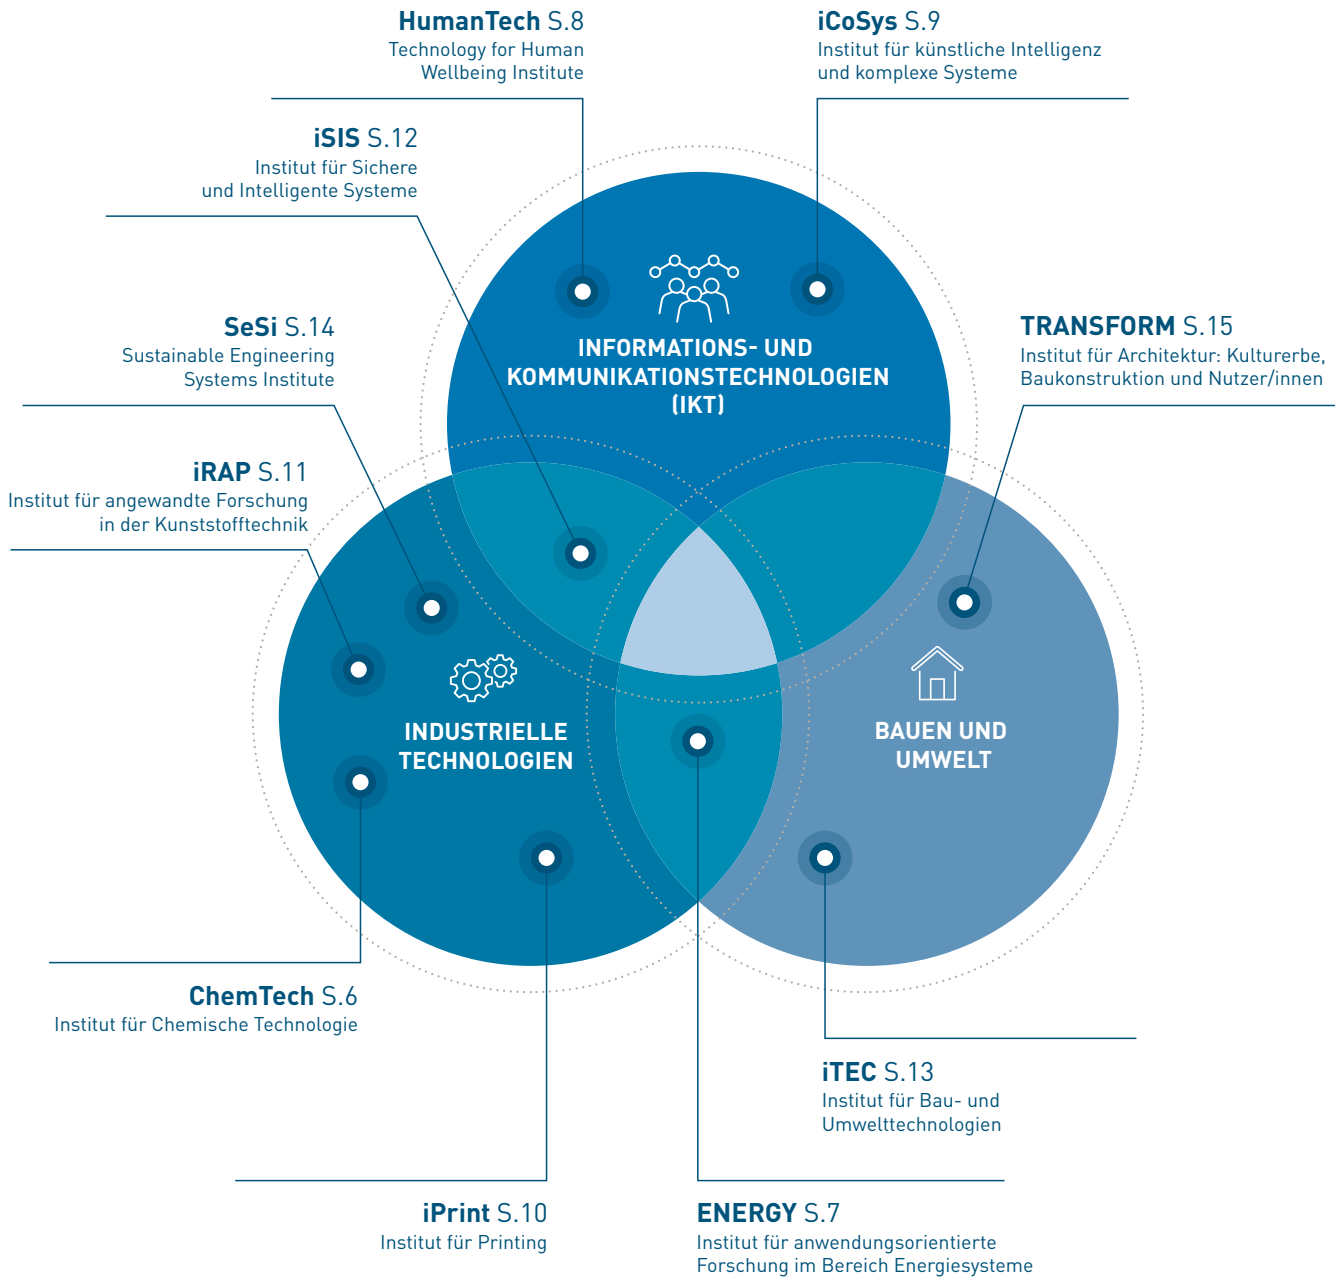 HumanTech S.8
Technology for Human
Wellbeing Institute
iCoSys S.9
Institut für künstliche Intelligenz
und komplexe Systeme
iSIS S.12
Institut für Sichere
und Intelligente Systeme
SeSi S.14
Sustainable Engineering
Systems Institute
TRANSFORM S.15
Institut für Architektur: Kulturerbe,
Baukonstruktion und Nutzer/innen
INFORMATIONS- UND
KOMMUNIKATIONSTECHNOLOGIEN
(IKT)
iRAP S.11
Institut für angewandte Forschung
in der Kunststofftechnik
INDUSTRIELLE
TECHNOLOGIEN
BAUEN UND
UMWELT
ChemTech S.6
Institut für Chemische Technologie
iTEC S.13
Institut für Bau- und
Umwelttechnologien
iPrint S.10
Institut für Printing
ENERGY S.7
Institut für anwendungsorientierte
Forschung im Bereich Energiesysteme